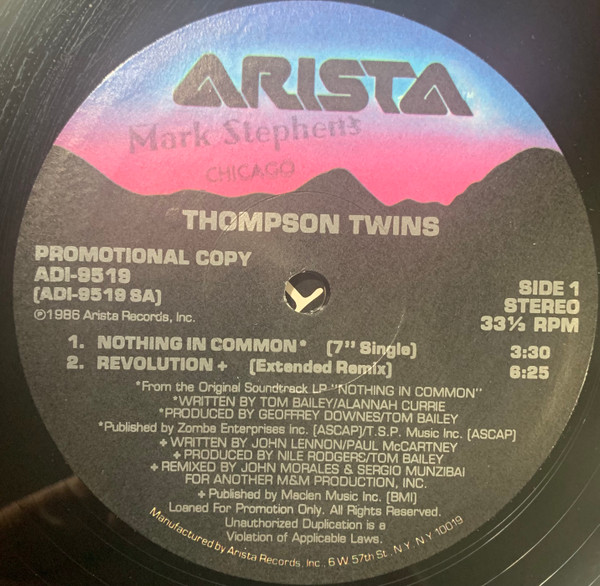 ARISTA
Mark Stephens
CHICAGO
THOMPSON TWINS
PROMOTIONAL COPY
ADI-9519
(ADI-9519 SA)
℗1986 Arista Records, Inc.
SIDE 1
STEREO
33⅓ RPM
1. NOTHING IN COMMON* (7" Single) 3:30
2. REVOLUTION + (Extended Remix) 6:25
*From the Original Soundtrack LP "NOTHING IN COMMON"
*WRITTEN BY TOM BAILEY/ALANNAH CURRIE
*PRODUCED BY GEOFFREY DOWNES/TOM BAILEY
*Published by Zomba Enterprises Inc. (ASCAP)/T.S.P. Music Inc. (ASCAP)
+ WRITTEN BY JOHN LENNON/PAUL McCARTNEY
+ PRODUCED BY NILE RODGERS/TOM BAILEY
+ REMIXED BY JOHN MORALES & SERGIO MUNZIBAI
FOR ANOTHER M&M PRODUCTION, INC.
+ Published by Maclen Music Inc. (BMI)
Loaned For Promotion Only. All Rights Reserved.
Unauthorized Duplication is a
Violation of Applicable Laws.
Manufactured by Arista Records, Inc., 6 W 57th St., N.Y. N.Y 10019